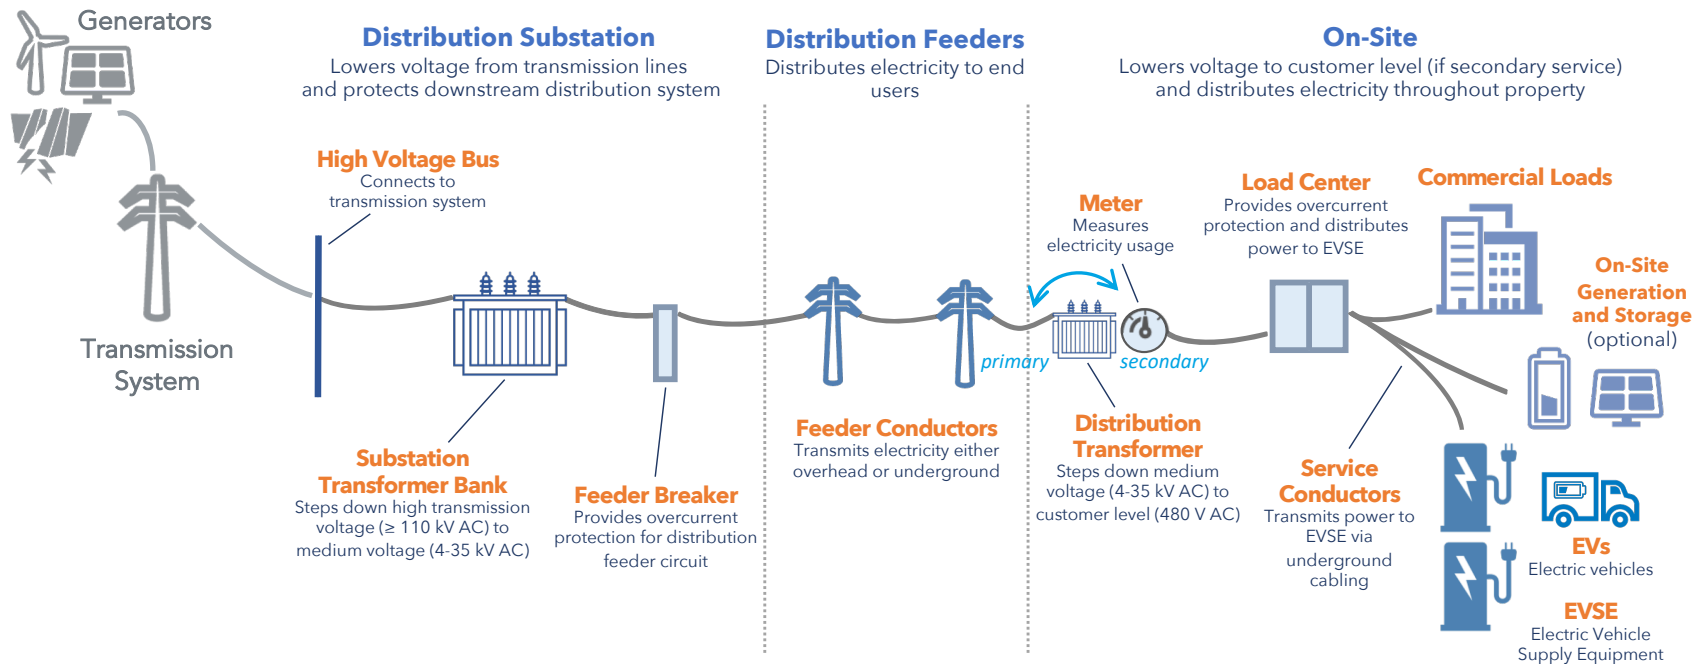 Generators
Transmission
System
Distribution Substation
Lowers voltage from transmission lines
and protects downstream distribution system
High Voltage Bus
Connects to
transmission system
Substation
Transformer Bank
Steps down high transmission
voltage (≥ 110 kV AC) to
medium voltage (4-35 kV AC)
Feeder Breaker
Provides overcurrent
protection for distribution
feeder circuit
Distribution Feeders
Distributes electricity to end
users
Feeder Conductors
Transmits electricity either
overhead or underground
On-Site
Lowers voltage to customer level (if secondary service)
and distributes electricity throughout property
Meter
Measures
electricity usage
primary
secondary
Distribution
Transformer
Steps down medium
voltage (4-35 kV AC) to
customer level (480 V AC)
Load Center
Provides overcurrent
protection and distributes
power to EVSE
Service
Conductors
Transmits power to
EVSE via
underground
cabling
Commercial Loads
On-Site
Generation
and Storage
(optional)
EVs
Electric vehicles
EVSE
Electric Vehicle
Supply Equipment